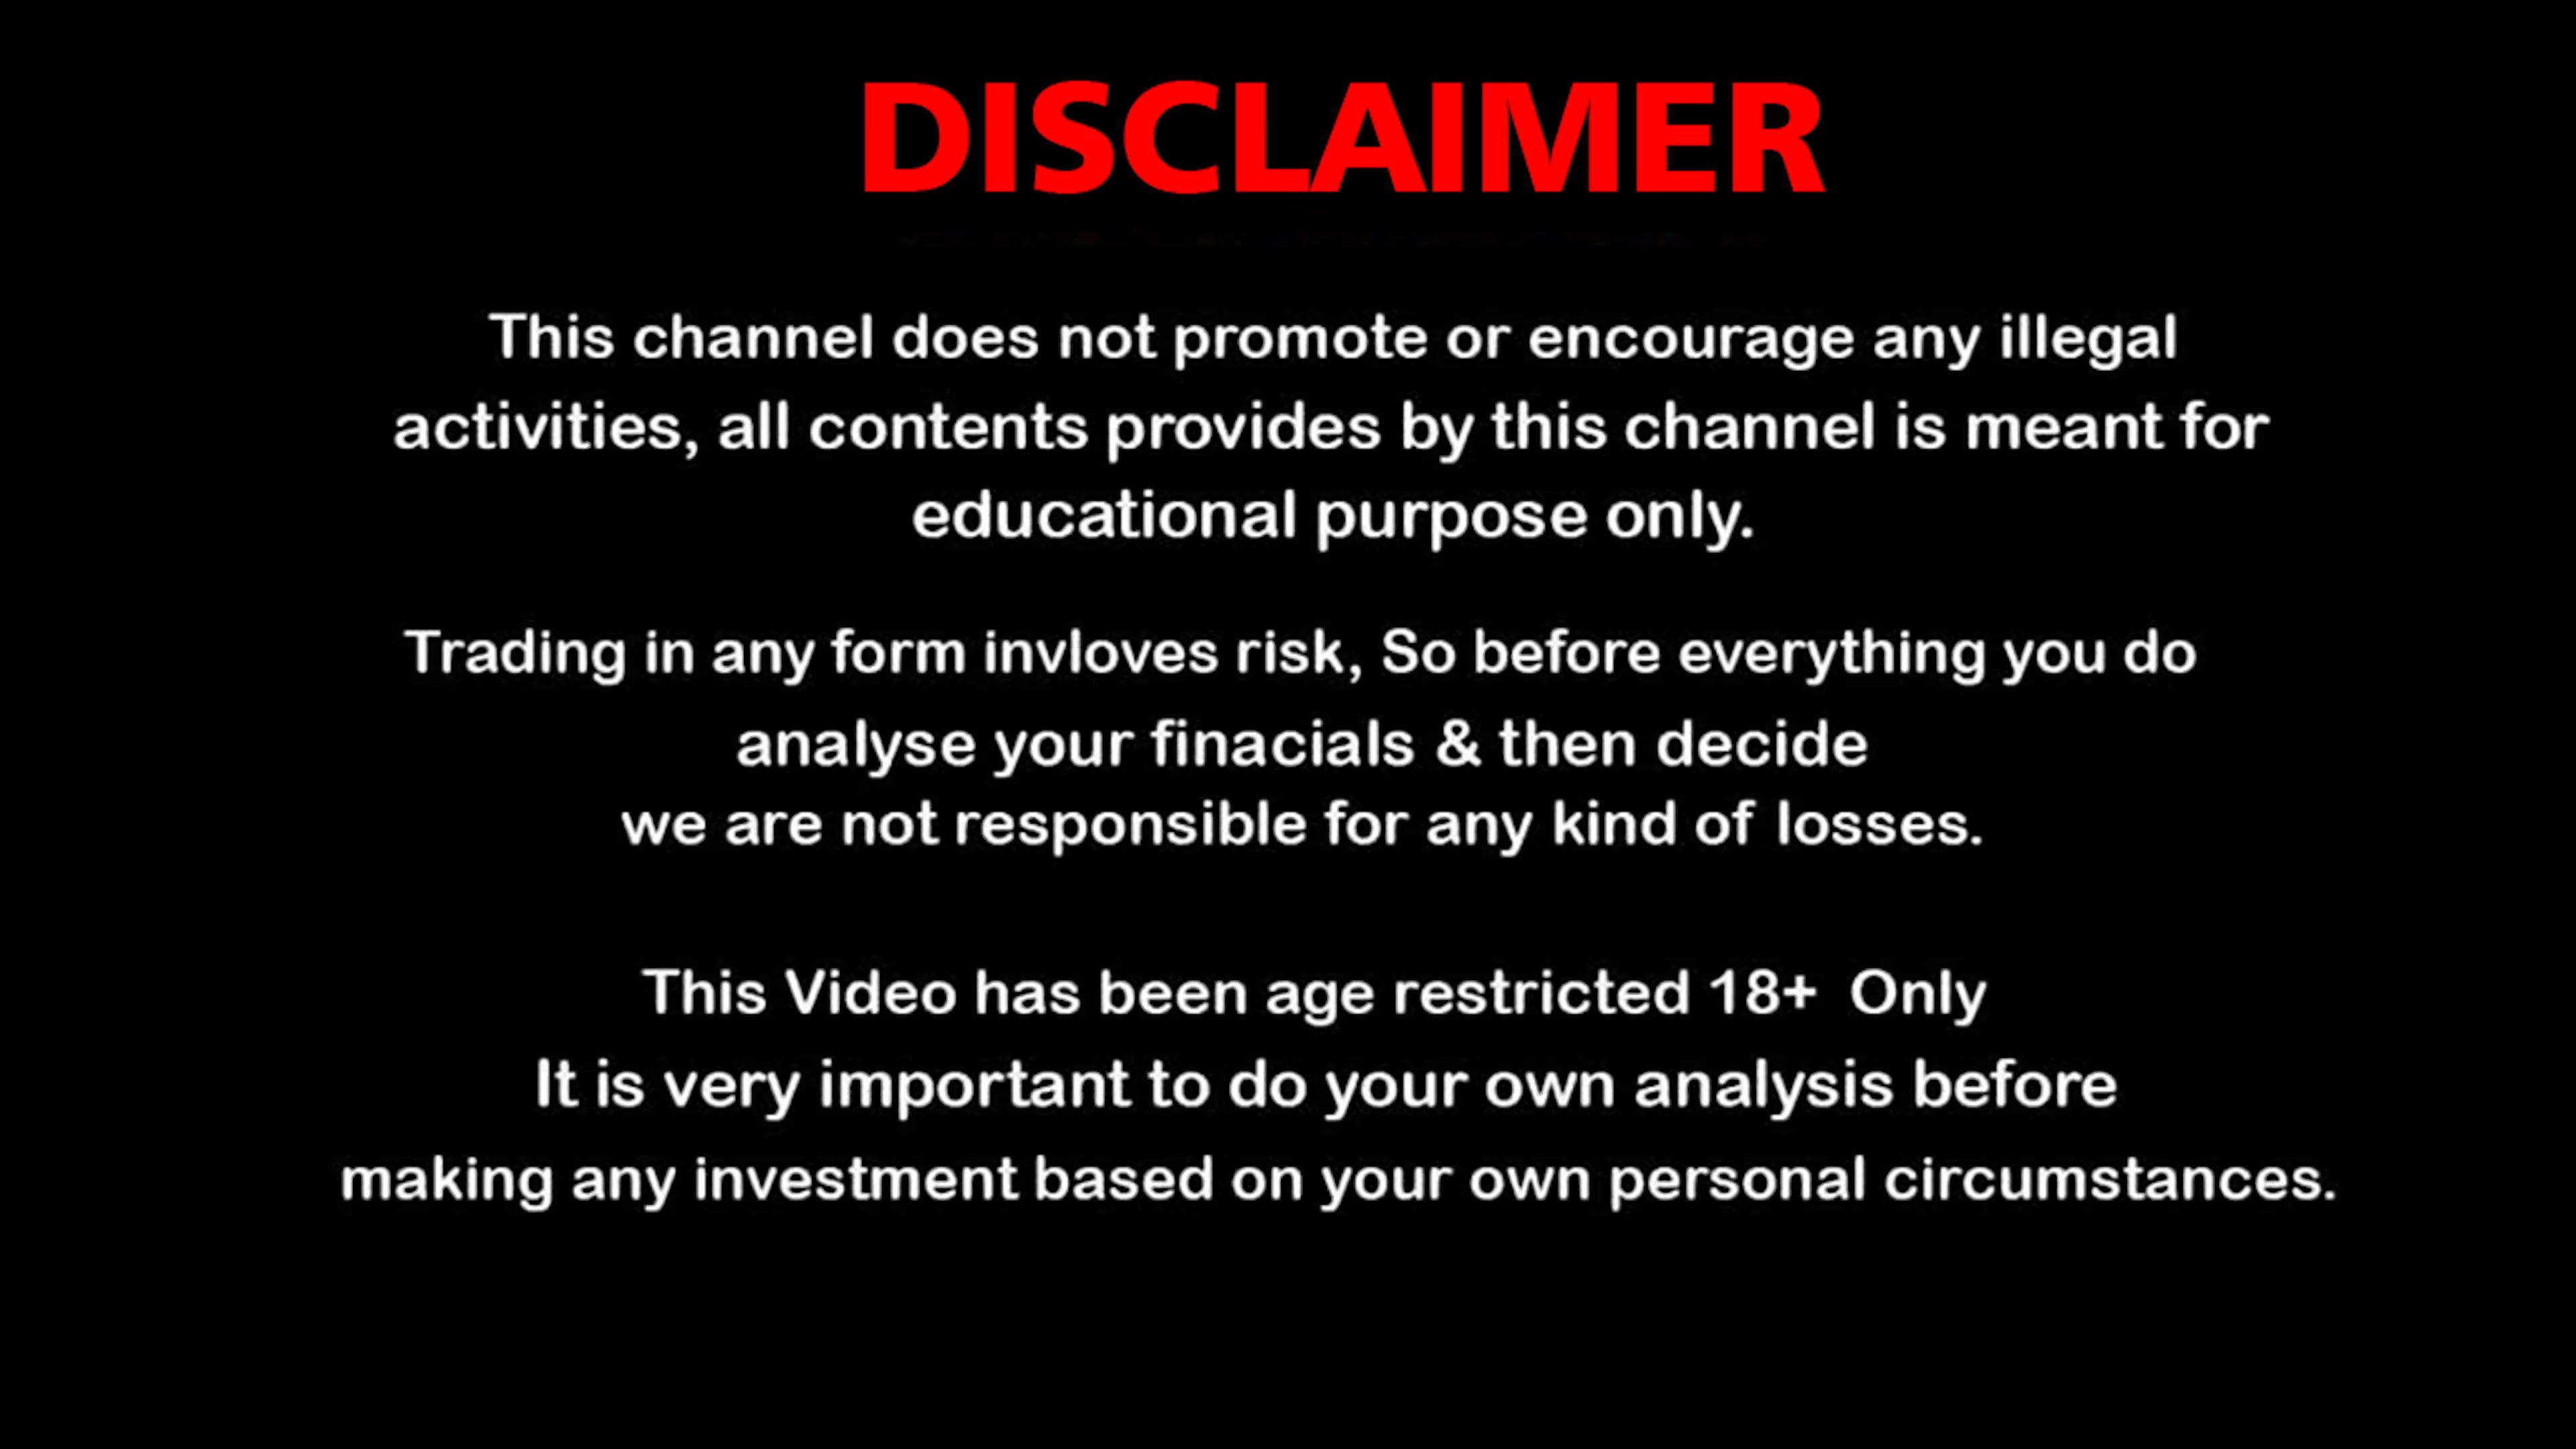 DISCLAIMER
This channel does not promote or encourage any illegal
activities, all contents provides by this channel is meant for
educational purpose only.
Trading in any form invloves risk, So before everything you do
analyse your finacials & then decide
we are not responsible for any kind of losses.
This Video has been age restricted 18+ Only
It is very important to do your own analysis before
making any investment based on your own personal circumstances.